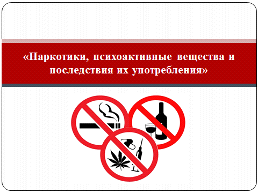 «Наркотики, психоактивные вещества и
последствия их употребления»